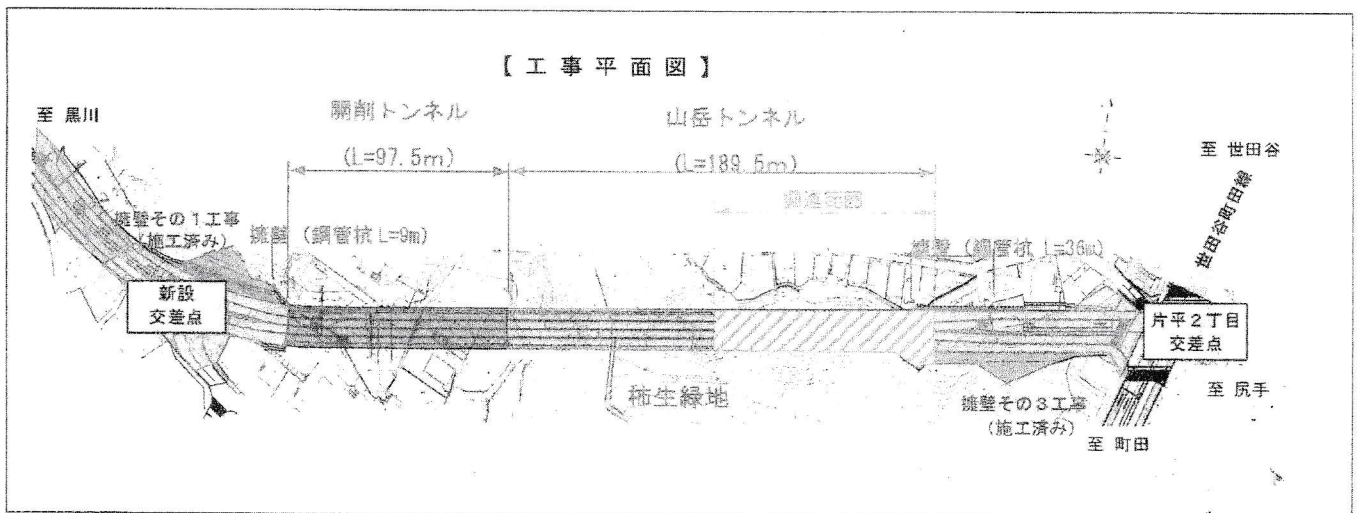 【工事平面図】
至 黒川
開削トンネル
(L=97.5m)
山岳トンネル
(L=189.5m)
至 世田谷
世田谷町田線
擁壁その1工事
(施工済み)
擁壁 (鋼管杭 L=9m)
擁壁 (鋼管杭 L=36m)
新設
交差点
片平2丁目
交差点
柿生緑地
擁壁その3工事
(施工済み)
至 尻手
至 町田